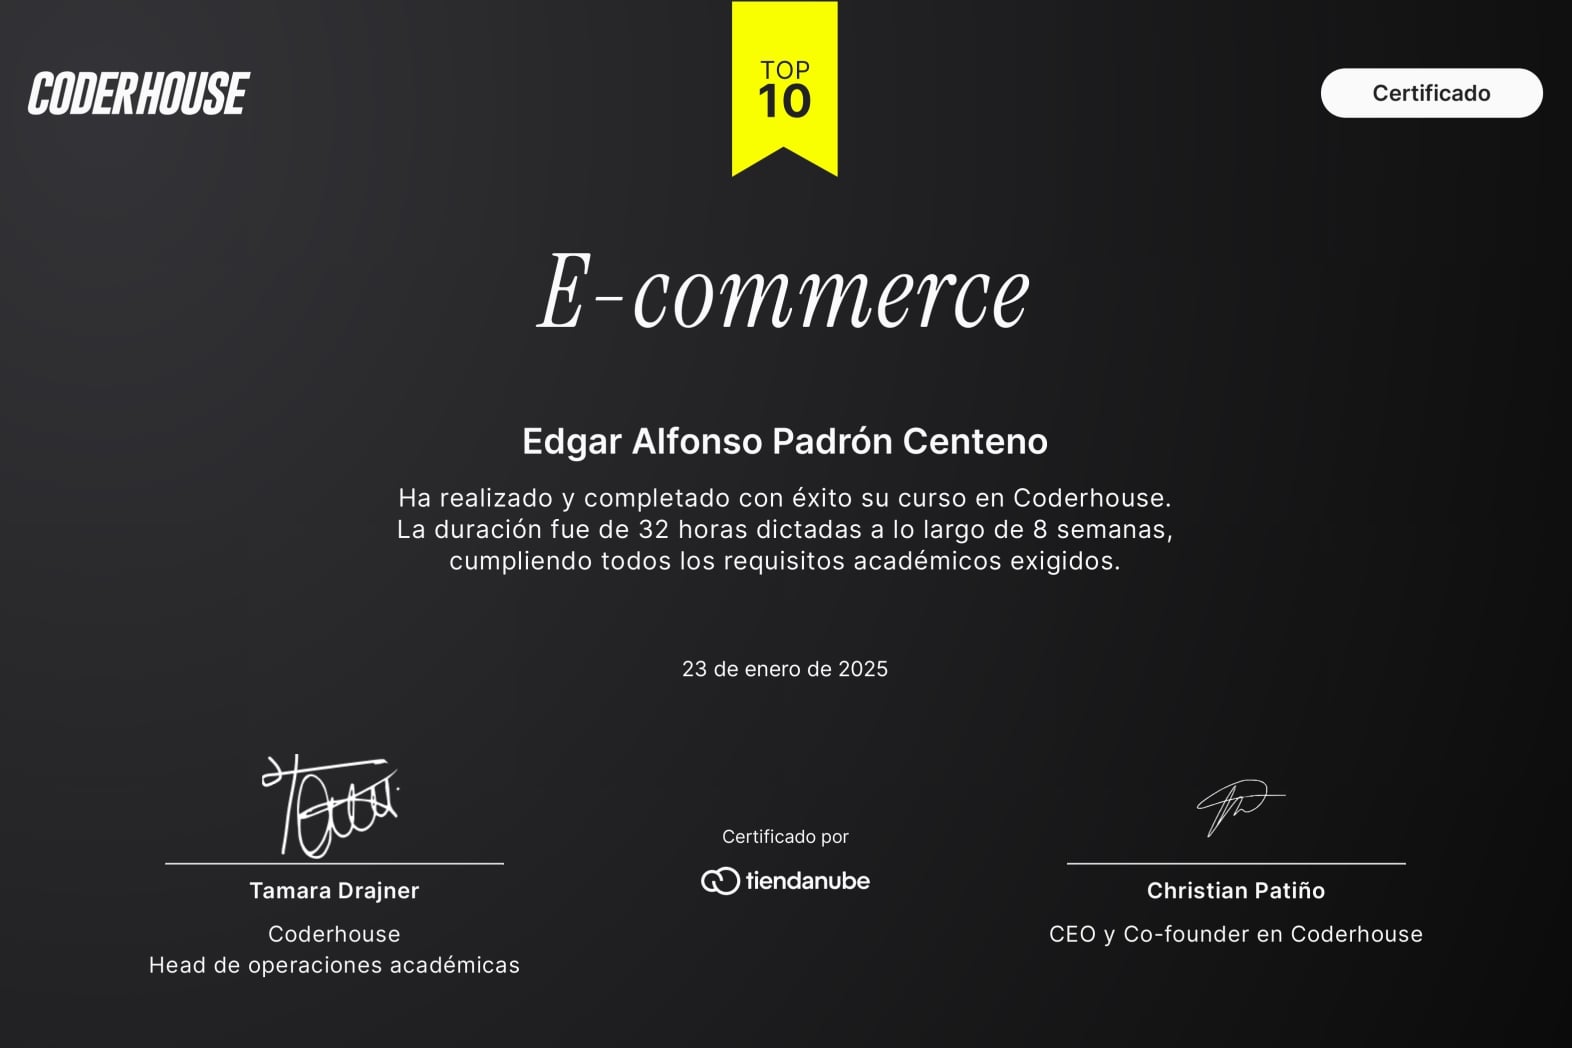 CODERHOUSE
TOP
10
Certificado
E-commerce
Edgar Alfonso Padrón Centeno
Ha realizado y completado con éxito su curso en Coderhouse.
La duración fue de 32 horas dictadas a lo largo de 8 semanas,
cumpliendo todos los requisitos académicos exigidos.
23 de enero de 2025
Tamara Drajner
Coderhouse
Head de operaciones académicas
Certificado por
tiendanube
Christian Patiño
CEO y Co-founder en Coderhouse